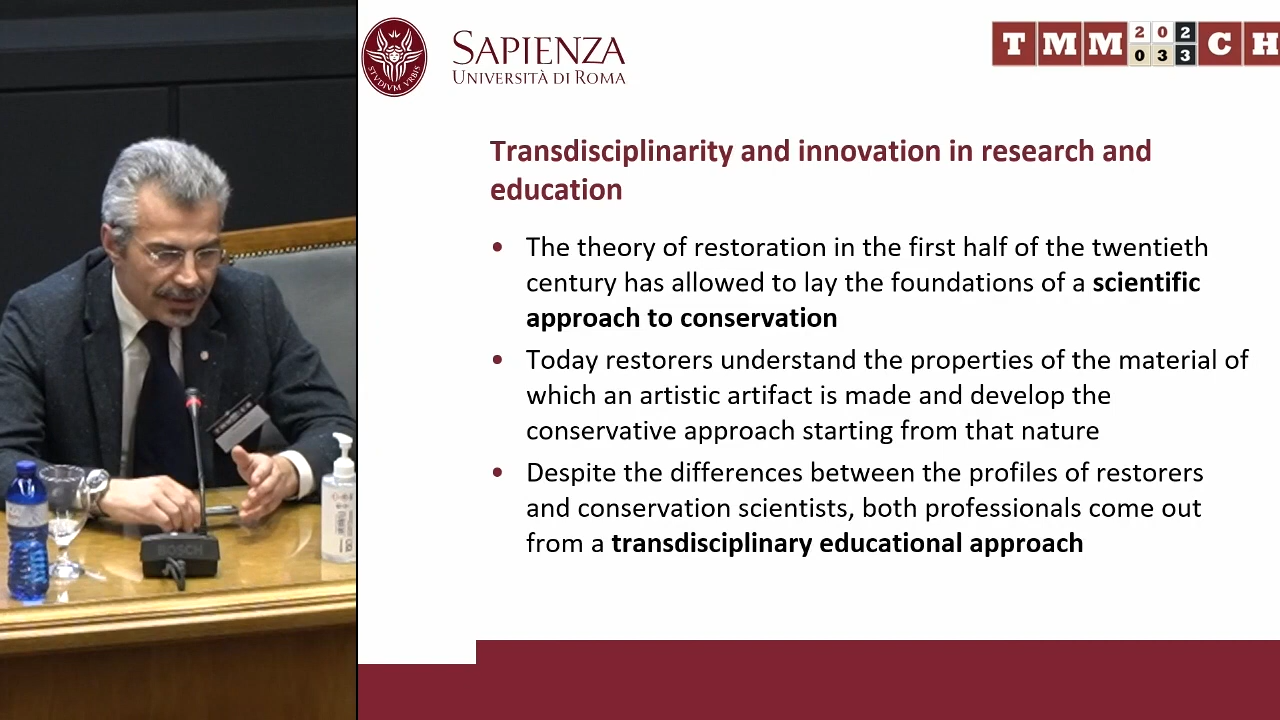 STVDIVM VRBIS
SAPIENZA
UNIVERSITÀ DI ROMA
TMM 2023 2033 CH
Transdisciplinarity and innovation in research and
education
• The theory of restoration in the first half of the twentieth
century has allowed to lay the foundations of a scientific
approach to conservation
• Today restorers understand the properties of the material of
which an artistic artifact is made and develop the
conservative approach starting from that nature
• Despite the differences between the profiles of restorers
and conservation scientists, both professionals come out
from a transdisciplinary educational approach
BOSCH